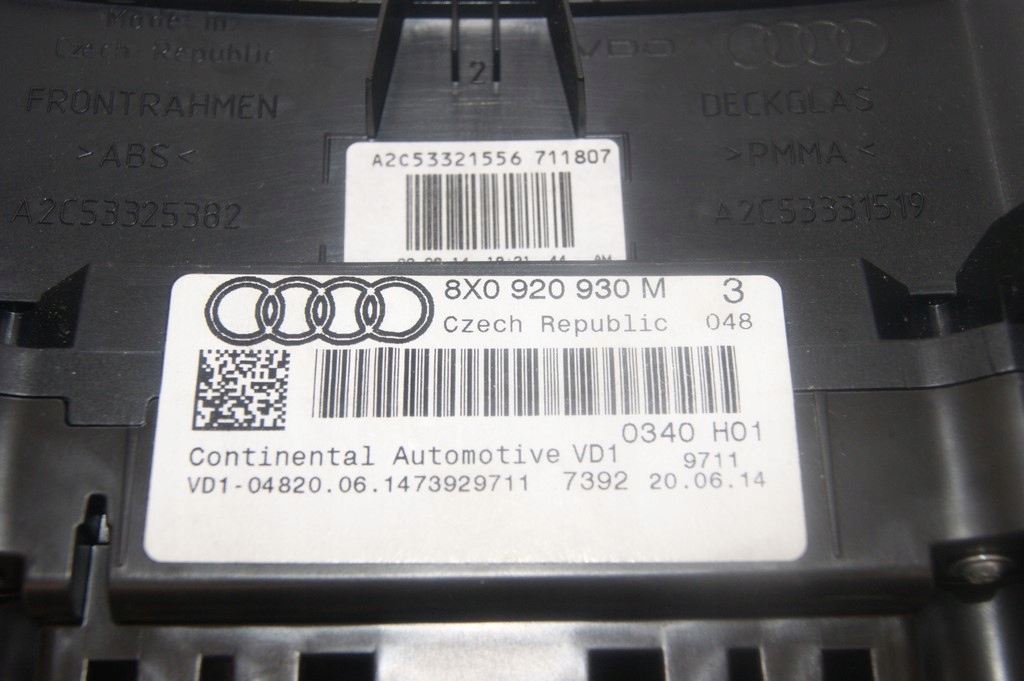 Made in
Czech Republic
FRONTRAHMEN
>ABS<
A2C53325382
2
VDO
DECKGLAS
>PMMA<
A2C53331519
A2C53321556 711807
8X0 920 930 M 3
Czech Republic 048
0340 H01
Continental Automotive VD1 9711
VD1-04820.06.1473929711 7392 20.06.14